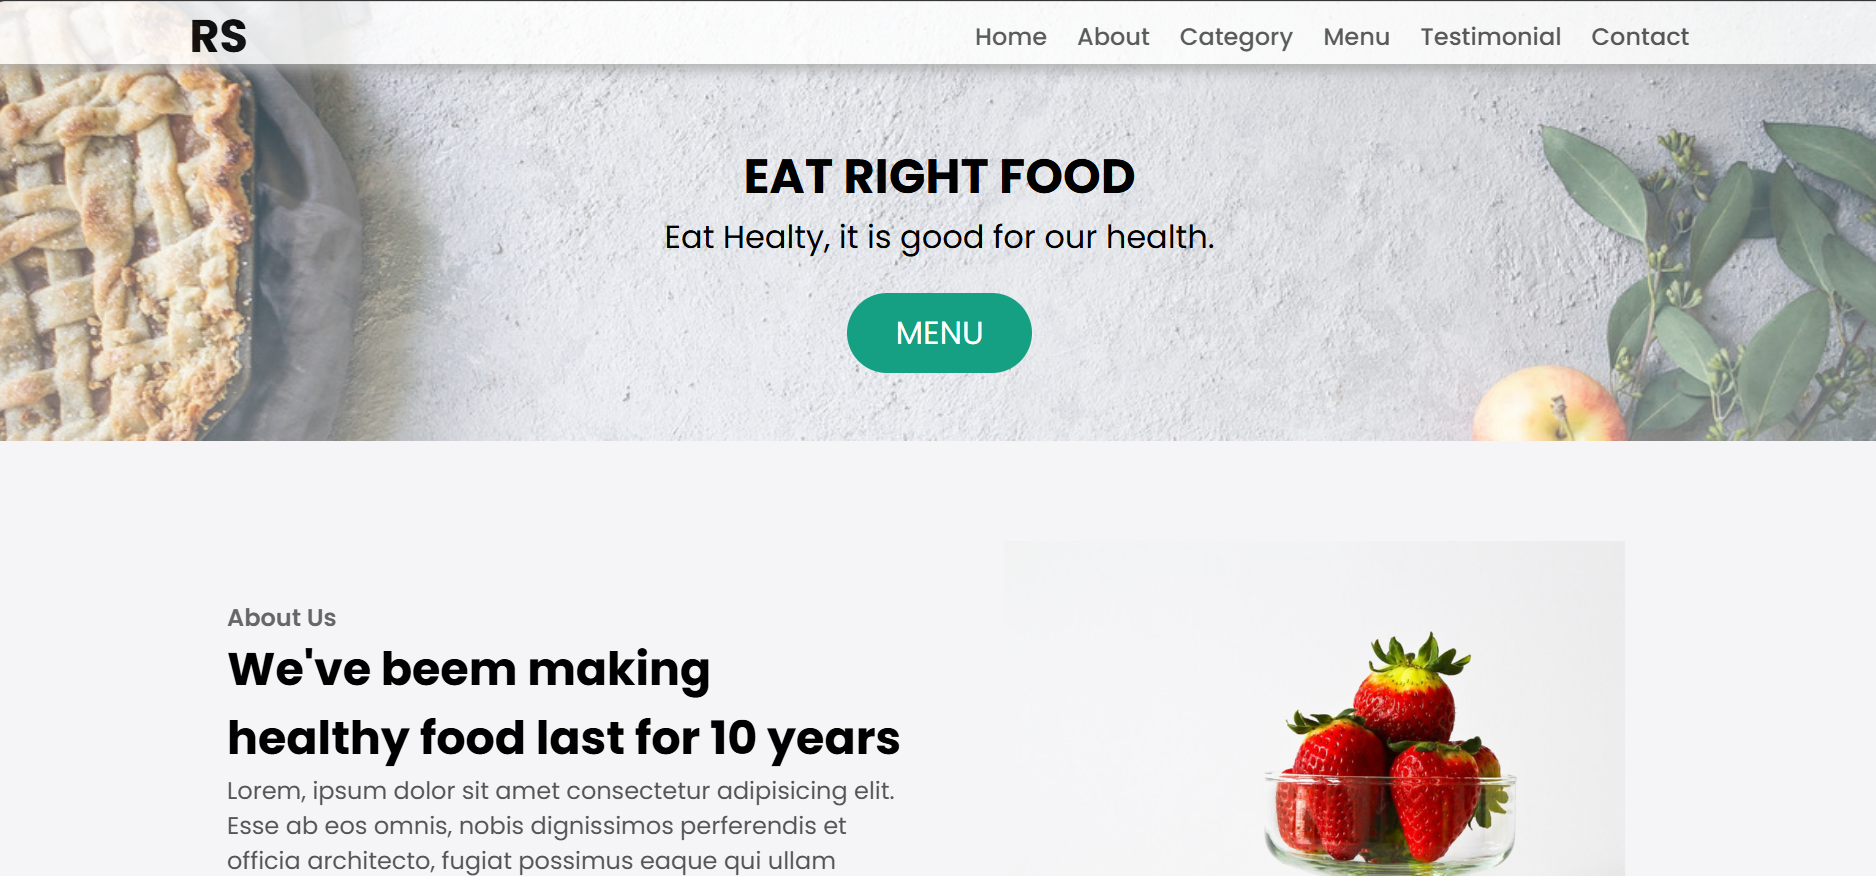 RS
Home About Category Menu Testimonial Contact
EAT RIGHT FOOD
Eat Healty, it is good for our health.
MENU
About Us
We've beem making
healthy food last for 10 years
Lorem, ipsum dolor sit amet consectetur adipisicing elit.
Esse ab eos omnis, nobis dignissimos perferendis et
officia architecto, fugiat possimus eaque qui ullam